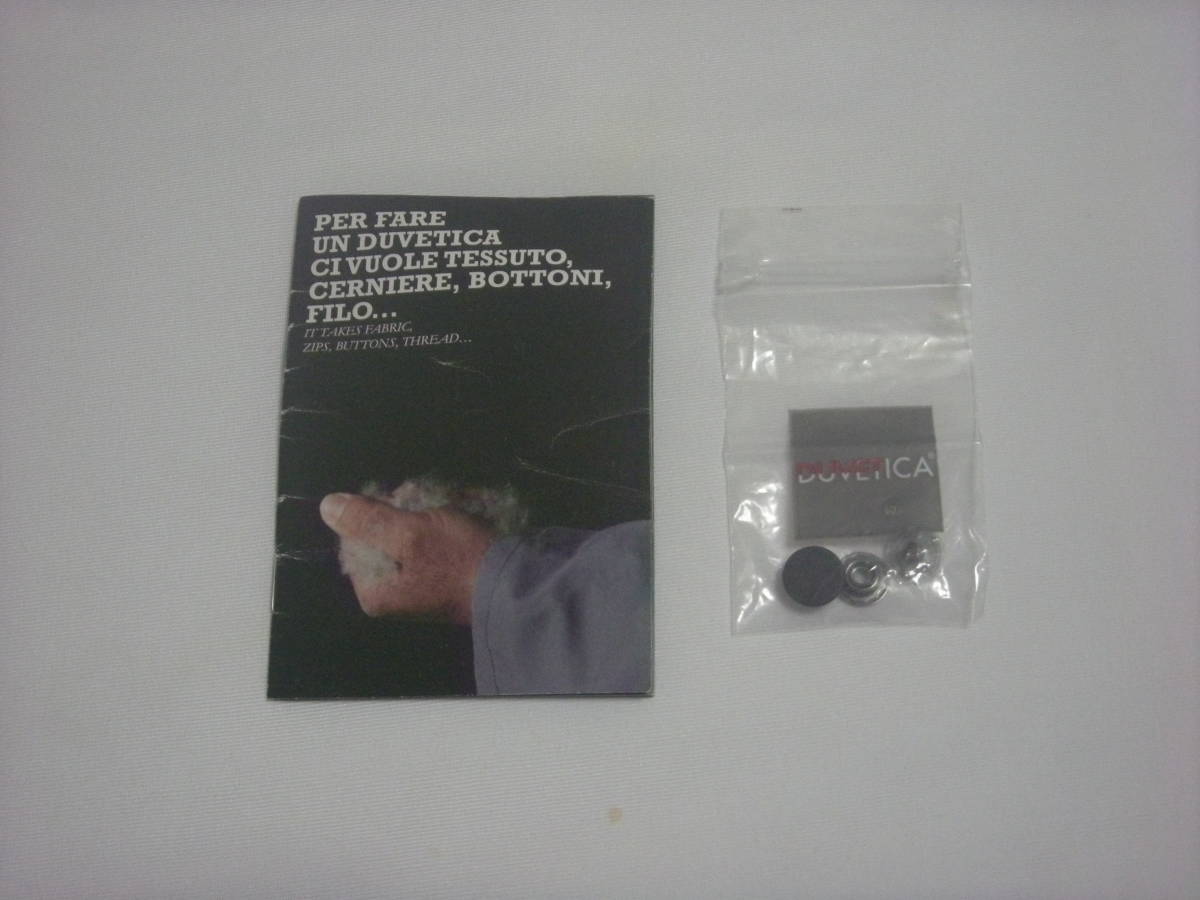 PER FARE
UN DUVETICA
CI VUOLE TESSUTO,
CERNIERE, BOTTONI,
FILO...
IT TAKES FABRIC,
ZIPS, BUTTONS, THREAD...
DUVETICA®